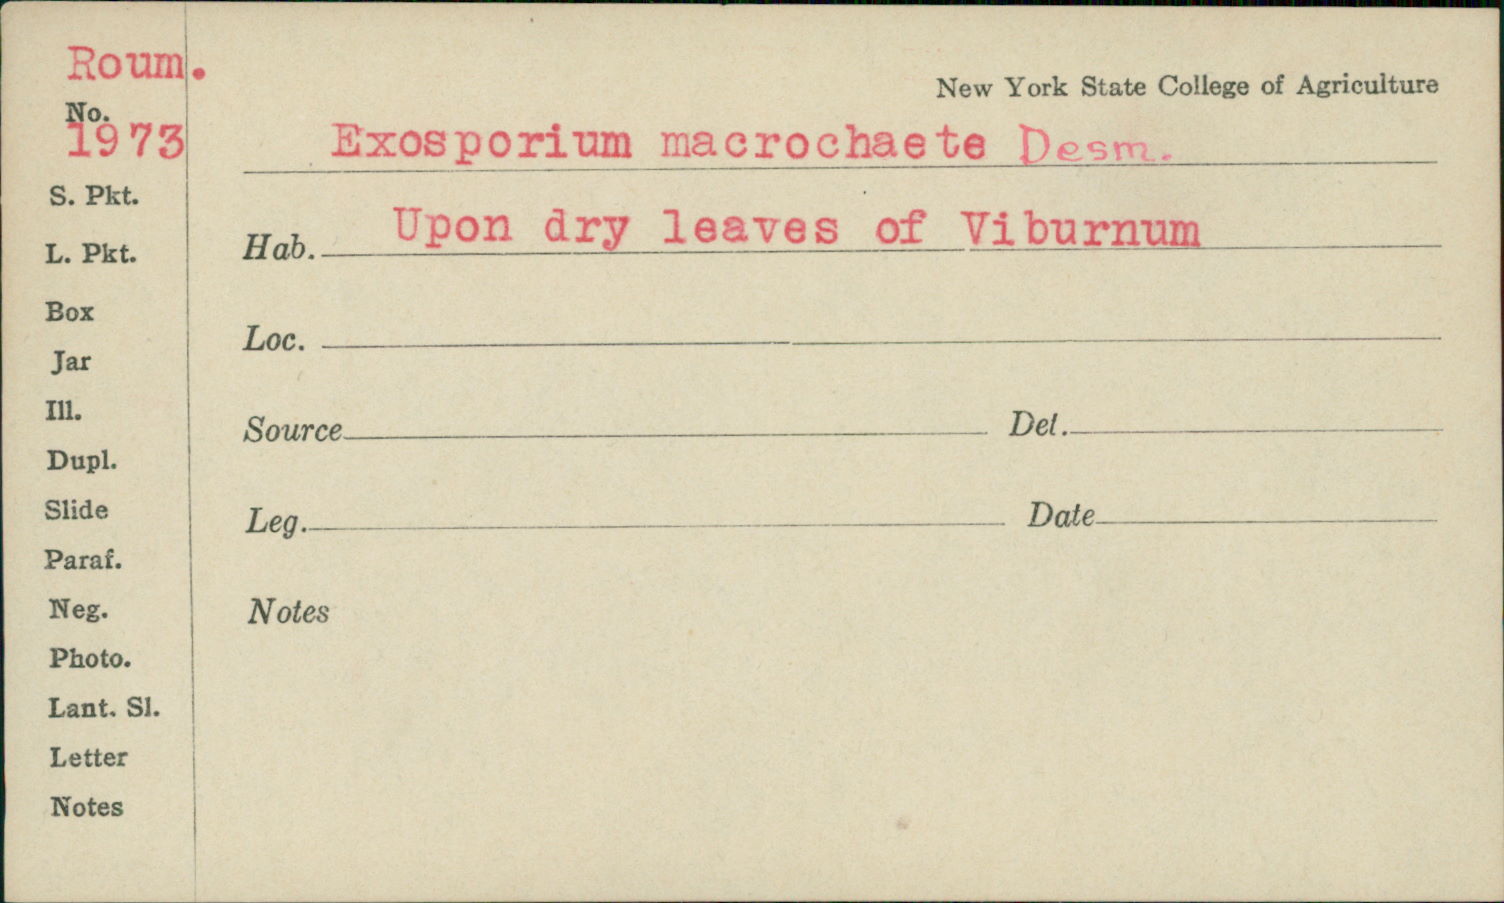 Roum.
New York State College of Agriculture
No.
1973
Exosporium macrochaete Desm.
S. Pkt.
Hab. Upon dry leaves of Viburnum
L. Pkt.
Box
Loc.
Jar
Ill.
Source Det.
Dupl.
Slide
Leg. Date
Paraf.
Neg.
Notes
Photo.
Lant. Sl.
Letter
Notes